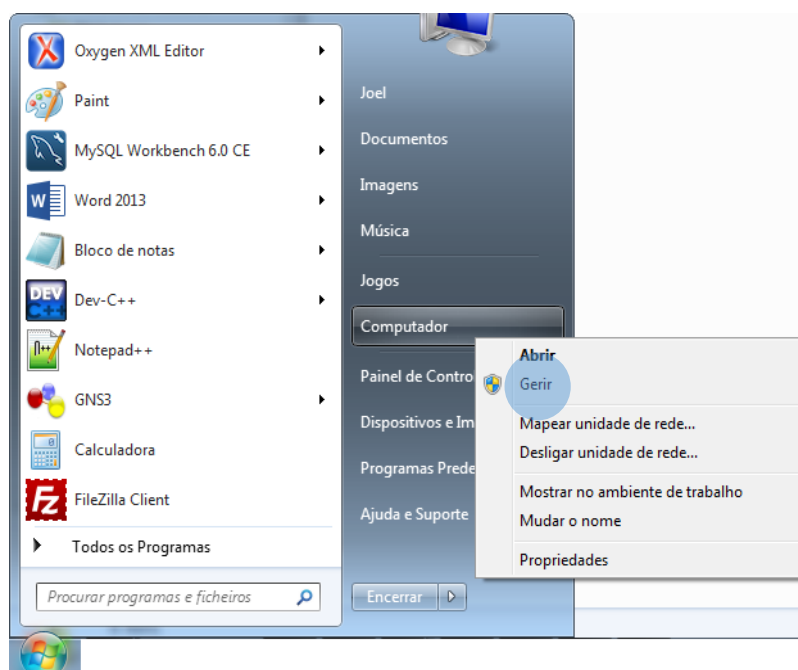 Oxygen XML Editor
Paint
MySQL Workbench 6.0 CE
Word 2013
Bloco de notas
Dev-C++
Notepad++
GNS3
Calculadora
FileZilla Client
Todos os Programas
Procurar programas e ficheiros
Joel
Documentos
Imagens
Música
Jogos
Computador
Painel de Contro
Dispositivos e Im
Programas Prede
Ajuda e Suporte
Encerrar
Abrir
Gerir
Mapear unidade de rede...
Desligar unidade de rede...
Mostrar no ambiente de trabalho
Mudar o nome
Propriedades